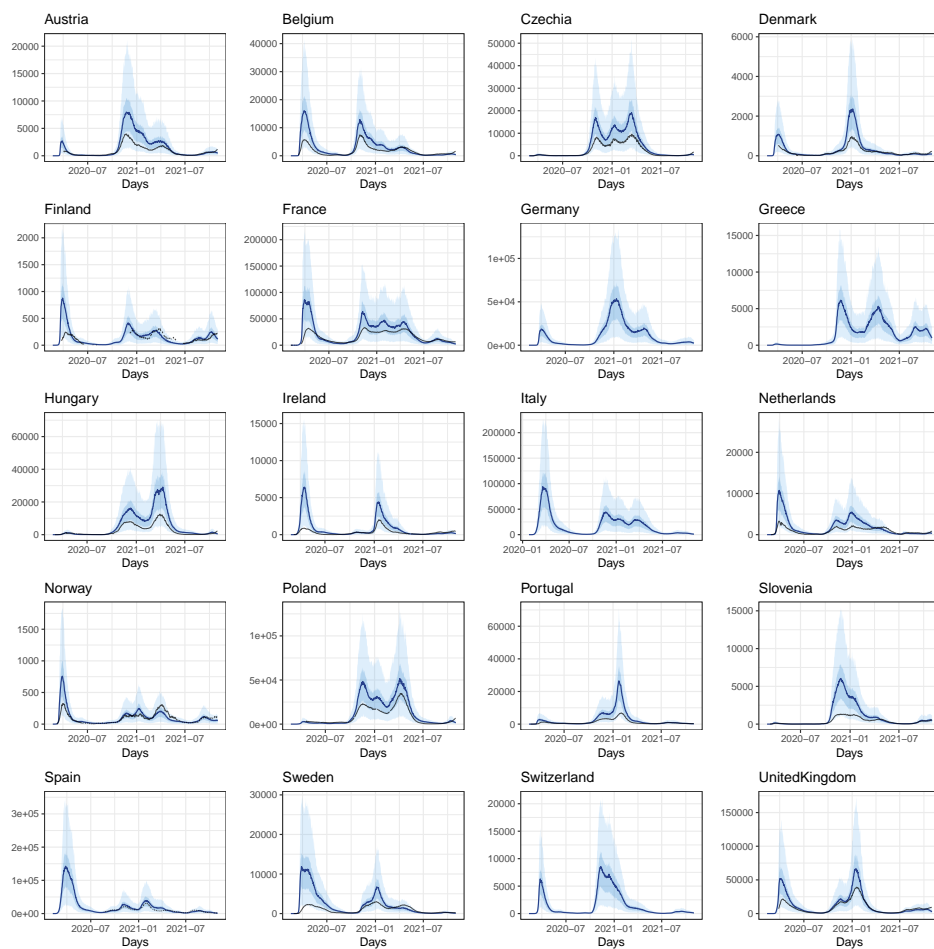 Austria Belgium Czechia Denmark
20000 15000 10000 5000 0
40000 30000 20000 10000 0
50000 40000 30000 20000 10000 0
6000 4000 2000 0
2020−07 2021−01 2021−07 2020−07 2021−01 2021−07 2020−07 2021−01 2021−07 2020−07 2021−01 2021−07
Days Days Days Days
Finland France Germany Greece
2000 1500 1000 500 0
200000 150000 100000 50000 0
1e+05 5e+04 0e+00
15000 10000 5000 0
2020−07 2021−01 2021−07 2020−07 2021−01 2021−07 2020−07 2021−01 2021−07 2020−07 2021−01 2021−07
Days Days Days Days
Hungary Ireland Italy Netherlands
60000 40000 20000 0
15000 10000 5000 0
200000 150000 100000 50000 0
20000 10000 0
2020−07 2021−01 2021−07 2020−07 2021−01 2021−07 2020−01 2020−07 2021−01 2021−07 2020−07 2021−01 2021−07
Days Days Days Days
Norway Poland Portugal Slovenia
1500 1000 500 0
1e+05 5e+04 0e+00
60000 40000 20000 0
15000 10000 5000 0
2020−07 2021−01 2021−07 2020−07 2021−01 2021−07 2020−07 2021−01 2021−07 2020−07 2021−01 2021−07
Days Days Days Days
Spain Sweden Switzerland UnitedKingdom
3e+05 2e+05 1e+05 0e+00
30000 20000 10000 0
20000 15000 10000 5000 0
150000 100000 50000 0
2020−07 2021−01 2021−07 2020−07 2021−01 2021−07 2020−07 2021−01 2021−07 2020−07 2021−01 2021−07
Days Days Days Days